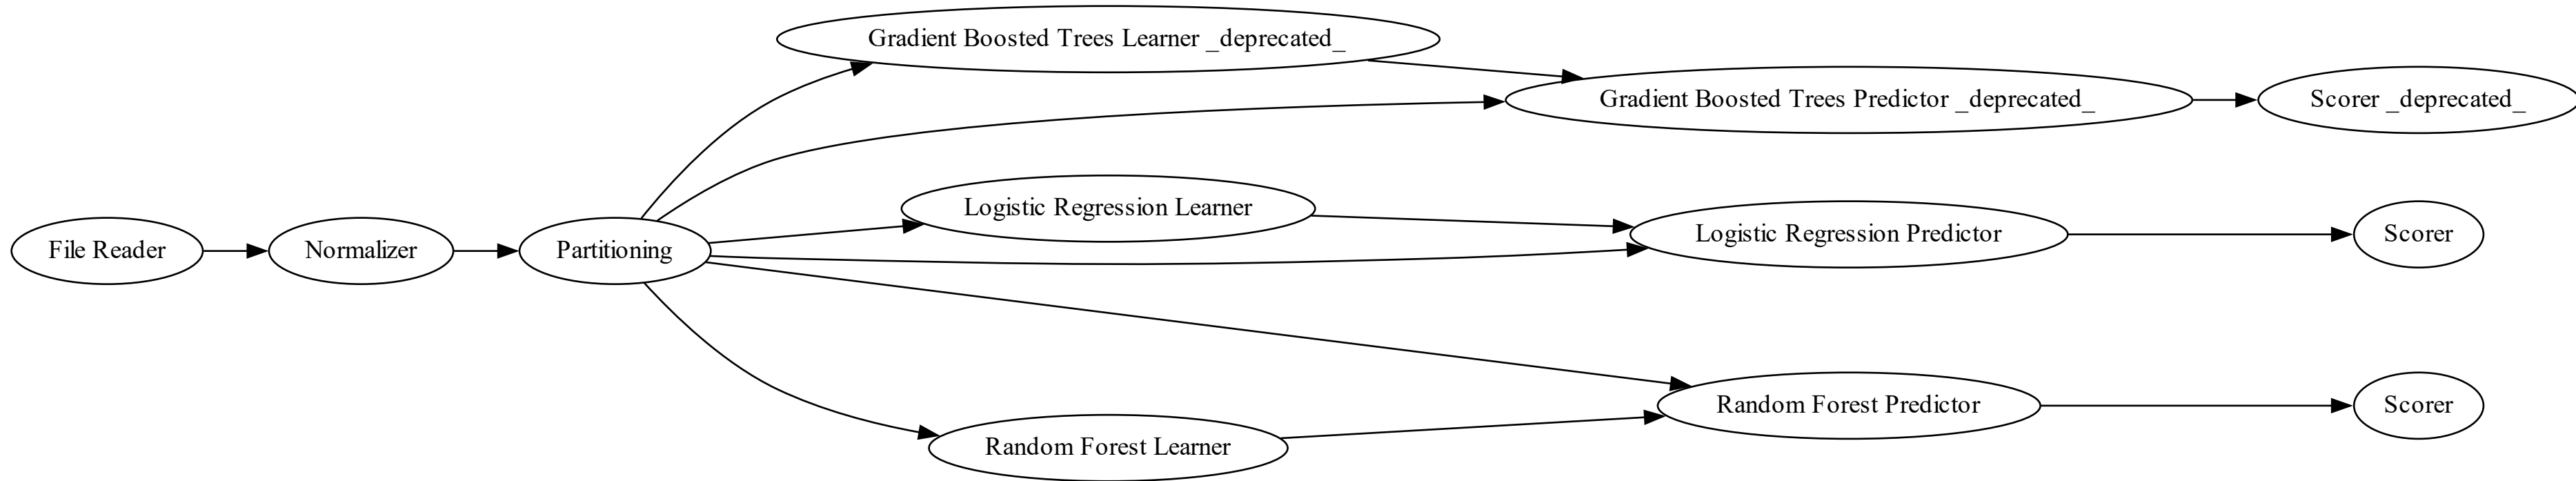 Gradient Boosted Trees Learner _deprecated_
Gradient Boosted Trees Predictor _deprecated_
Scorer _deprecated_
File Reader
Normalizer
Partitioning
Logistic Regression Learner
Logistic Regression Predictor
Scorer
Random Forest Predictor
Scorer
Random Forest Learner